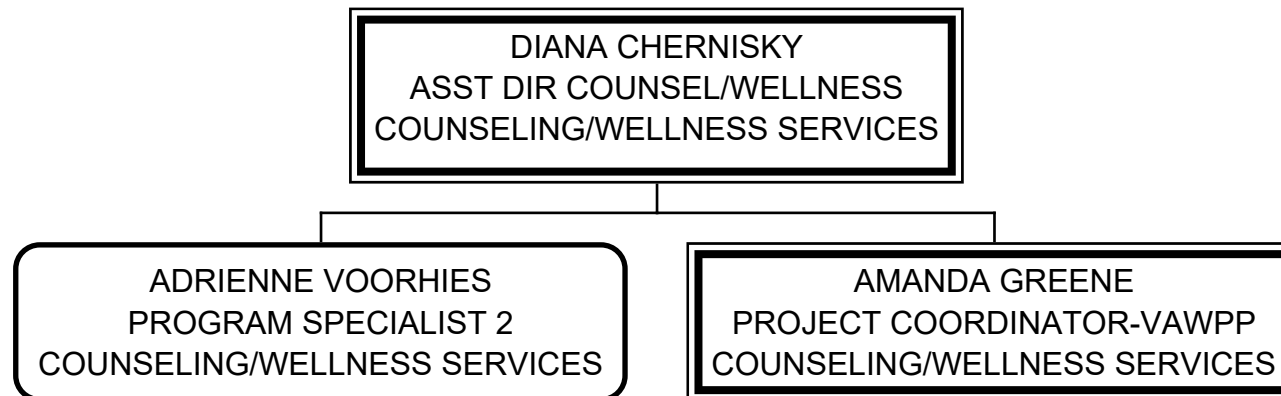 DIANA CHERNISKY
ASST DIR COUNSEL/WELLNESS
COUNSELING/WELLNESS SERVICES
ADRIENNE VOORHIES
PROGRAM SPECIALIST 2
COUNSELING/WELLNESS SERVICES
AMANDA GREENE
PROJECT COORDINATOR-VAWPP
COUNSELING/WELLNESS SERVICES